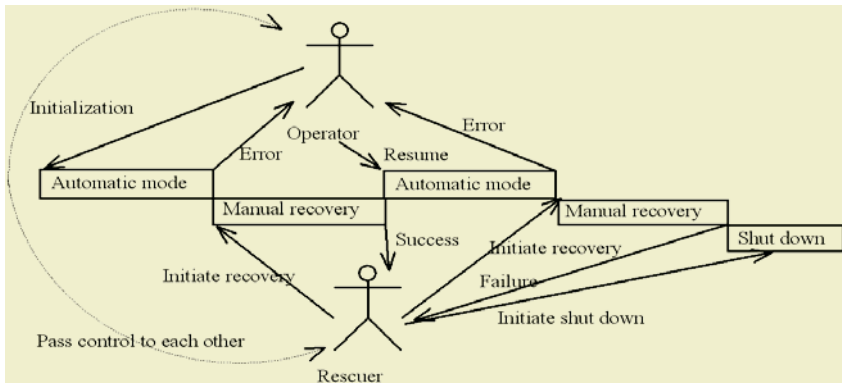 Initialization
Error
Operator
Error
Resume
Automatic mode
Automatic mode
Manual recovery
Manual recovery
Success
Initiate recovery
Shut down
Initiate recovery
Failure
Initiate shut down
Pass control to each other
Rescuer